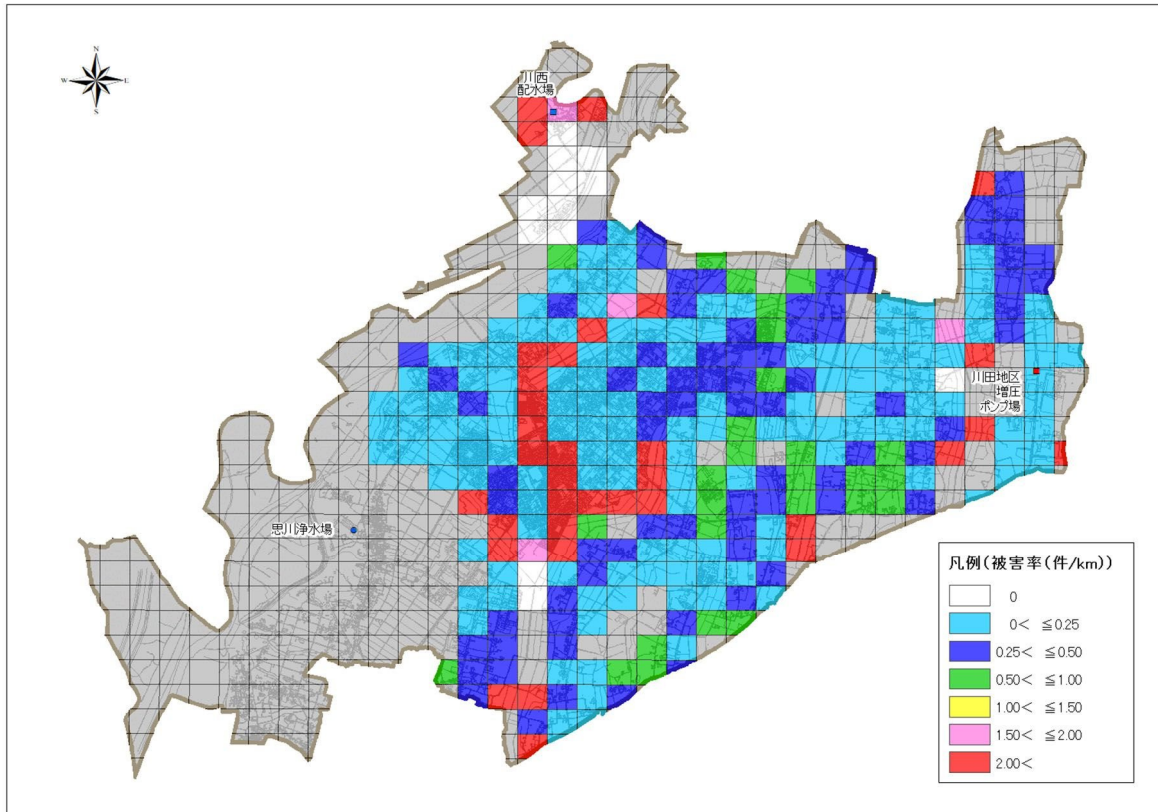 N
W E
S
川西
配水場
川田地区
増圧
ポンプ場
思川浄水場
凡例(被害率(件/km))
0
0< ≦0.25
0.25< ≦0.50
0.50< ≦1.00
1.00< ≦1.50
1.50< ≦2.00
2.00<